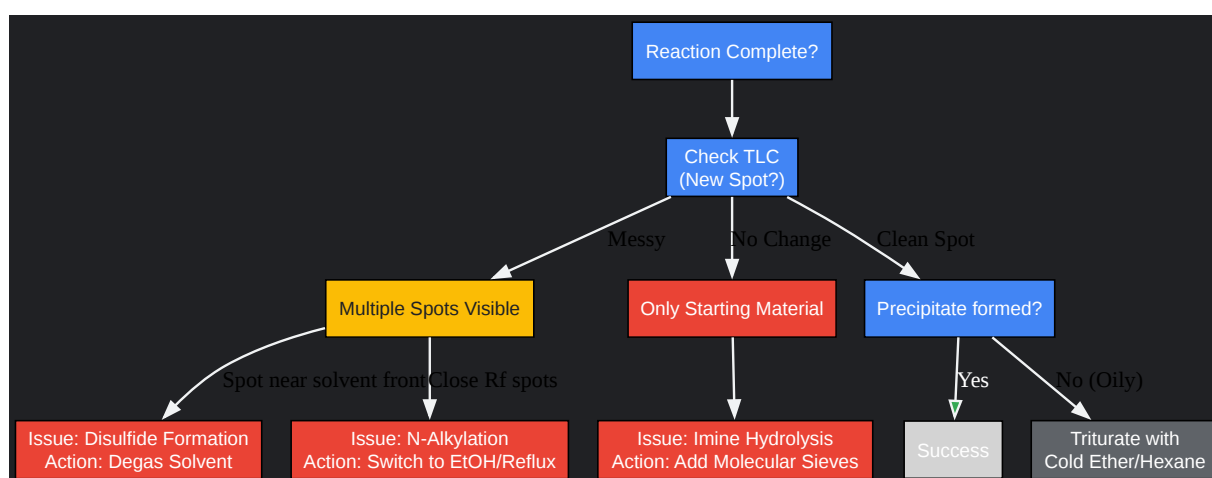 Reaction Complete?
Check TLC
(New Spot?)
Messy
No Change
Clean Spot
Multiple Spots Visible
Only Starting Material
Precipitate formed?
Spot near solvent front
Close Rf spots
Yes
No (Oily)
Issue: Disulfide Formation
Action: Degas Solvent
Issue: N-Alkylation
Action: Switch to EtOH/Reflux
Issue: Imine Hydrolysis
Action: Add Molecular Sieves
Success
Triturate with
Cold Ether/Hexane